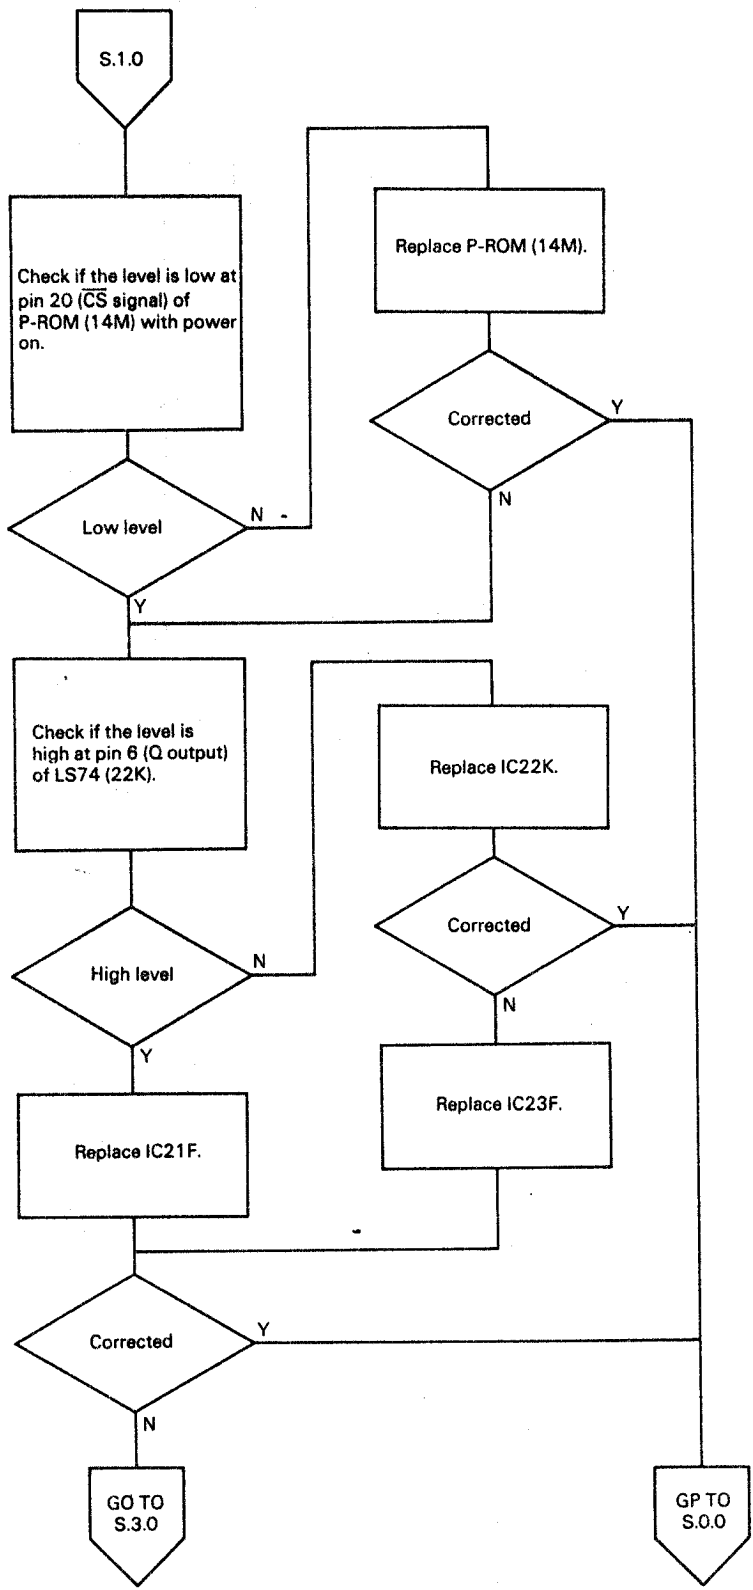 S.1.0
Check if the level is low at
pin 20 (C̅S̅ signal) of
P-ROM (14M) with power
on.
Low level
N
Y
Replace P-ROM (14M).
Corrected
Y
N
Check if the level is
high at pin 6 (Q output)
of LS74 (22K).
High level
N
Y
Replace IC22K.
Corrected
Y
N
Replace IC23F.
Replace IC21F.
Corrected
Y
N
GO TO
S.3.0
GP TO
S.0.0